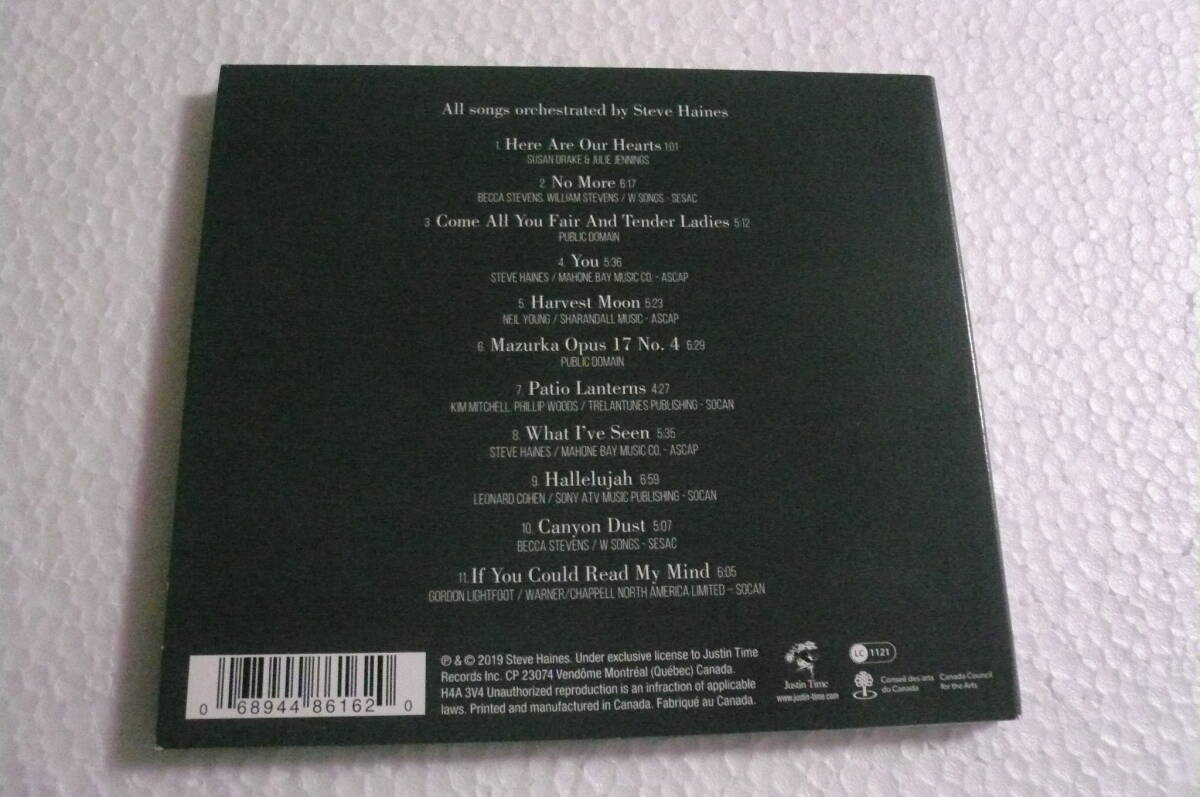 All songs orchestrated by Steve Haines
1. Here Are Our Hearts 1:01
SUSAN DRAKE & JULIE JENNINGS
2. No More 6:17
BECCA STEVENS, WILLIAM STEVENS / W SONGS - SESAC
3. Come All You Fair And Tender Ladies 5:12
PUBLIC DOMAIN
4. You 5:36
STEVE HAINES / MAHONE BAY MUSIC CO. - ASCAP
5. Harvest Moon 5:23
NEIL YOUNG / SHARANDALL MUSIC - ASCAP
6. Mazurka Opus 17 No. 4 6:29
PUBLIC DOMAIN
7. Patio Lanterns 4:27
KIM MITCHELL, PHILLIP WOODS / TRELANTUNES PUBLISHING - SOCAN
8. What I've Seen 5:35
STEVE HAINES / MAHONE BAY MUSIC CO. - ASCAP
9. Hallelujah 6:59
LEONARD COHEN / SONY ATV MUSIC PUBLISHING - SOCAN
10. Canyon Dust 5:07
BECCA STEVENS / W SONGS - SESAC
11. If You Could Read My Mind 6:05
GORDON LIGHTFOOT / WARNER/CHAPPELL NORTH AMERICA LIMITED – SOCAN
0 68944 86162 0
℗ & © 2019 Steve Haines. Under exclusive license to Justin Time
Records Inc. CP 23074 Vendôme Montréal (Québec) Canada.
H4A 3V4 Unauthorized reproduction is an infraction of applicable
laws. Printed and manufactured in Canada. Fabriqué au Canada.
Justin Time
www.justin-time.com
LC 1121
Conseil des arts
du Canada
Canada Council
for the Arts